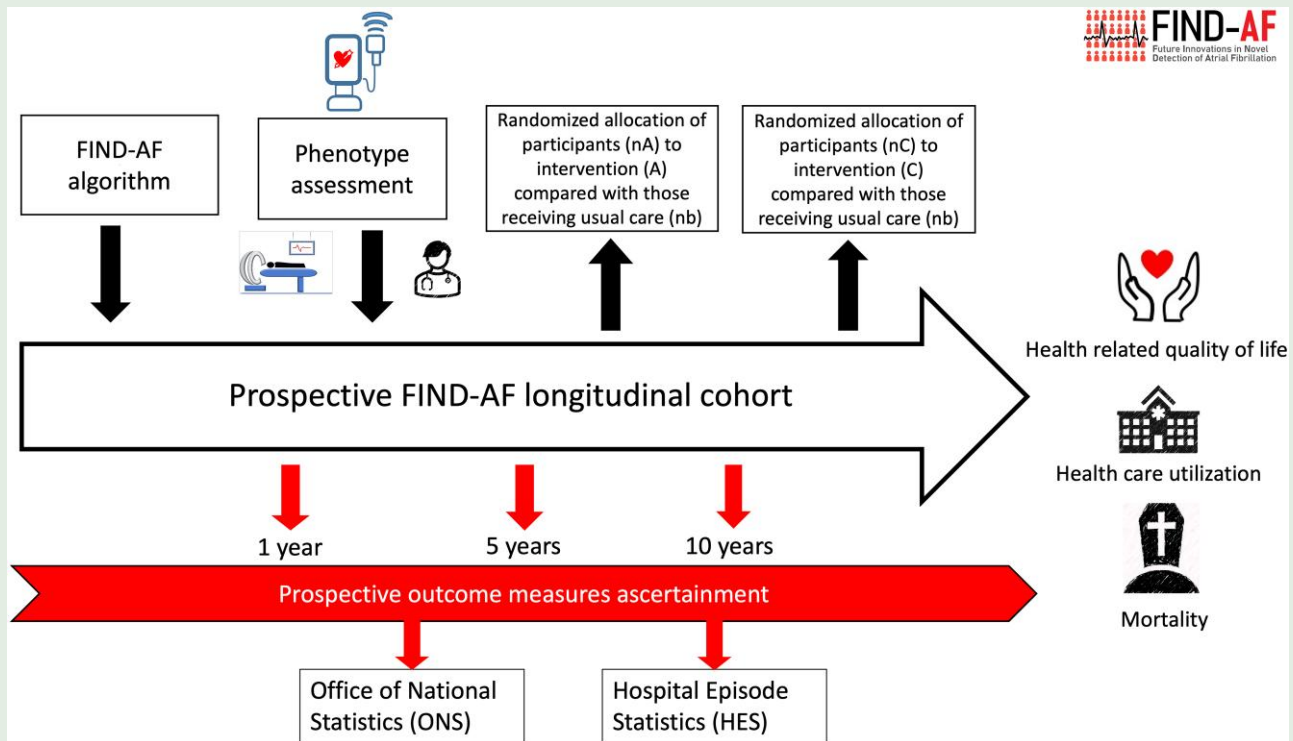 FIND-AF
Future Innovations in Novel
Detection of Atrial Fibrillation
FIND-AF
algorithm
Phenotype
assessment
Randomized allocation of
participants (nA) to
intervention (A)
compared with those
receiving usual care (nb)
Randomized allocation of
participants (nC) to
intervention (C)
compared with those
receiving usual care (nb)
Prospective FIND-AF longitudinal cohort
Health related quality of life
Health care utilization
Mortality
1 year
5 years
10 years
Prospective outcome measures ascertainment
Office of National
Statistics (ONS)
Hospital Episode
Statistics (HES)